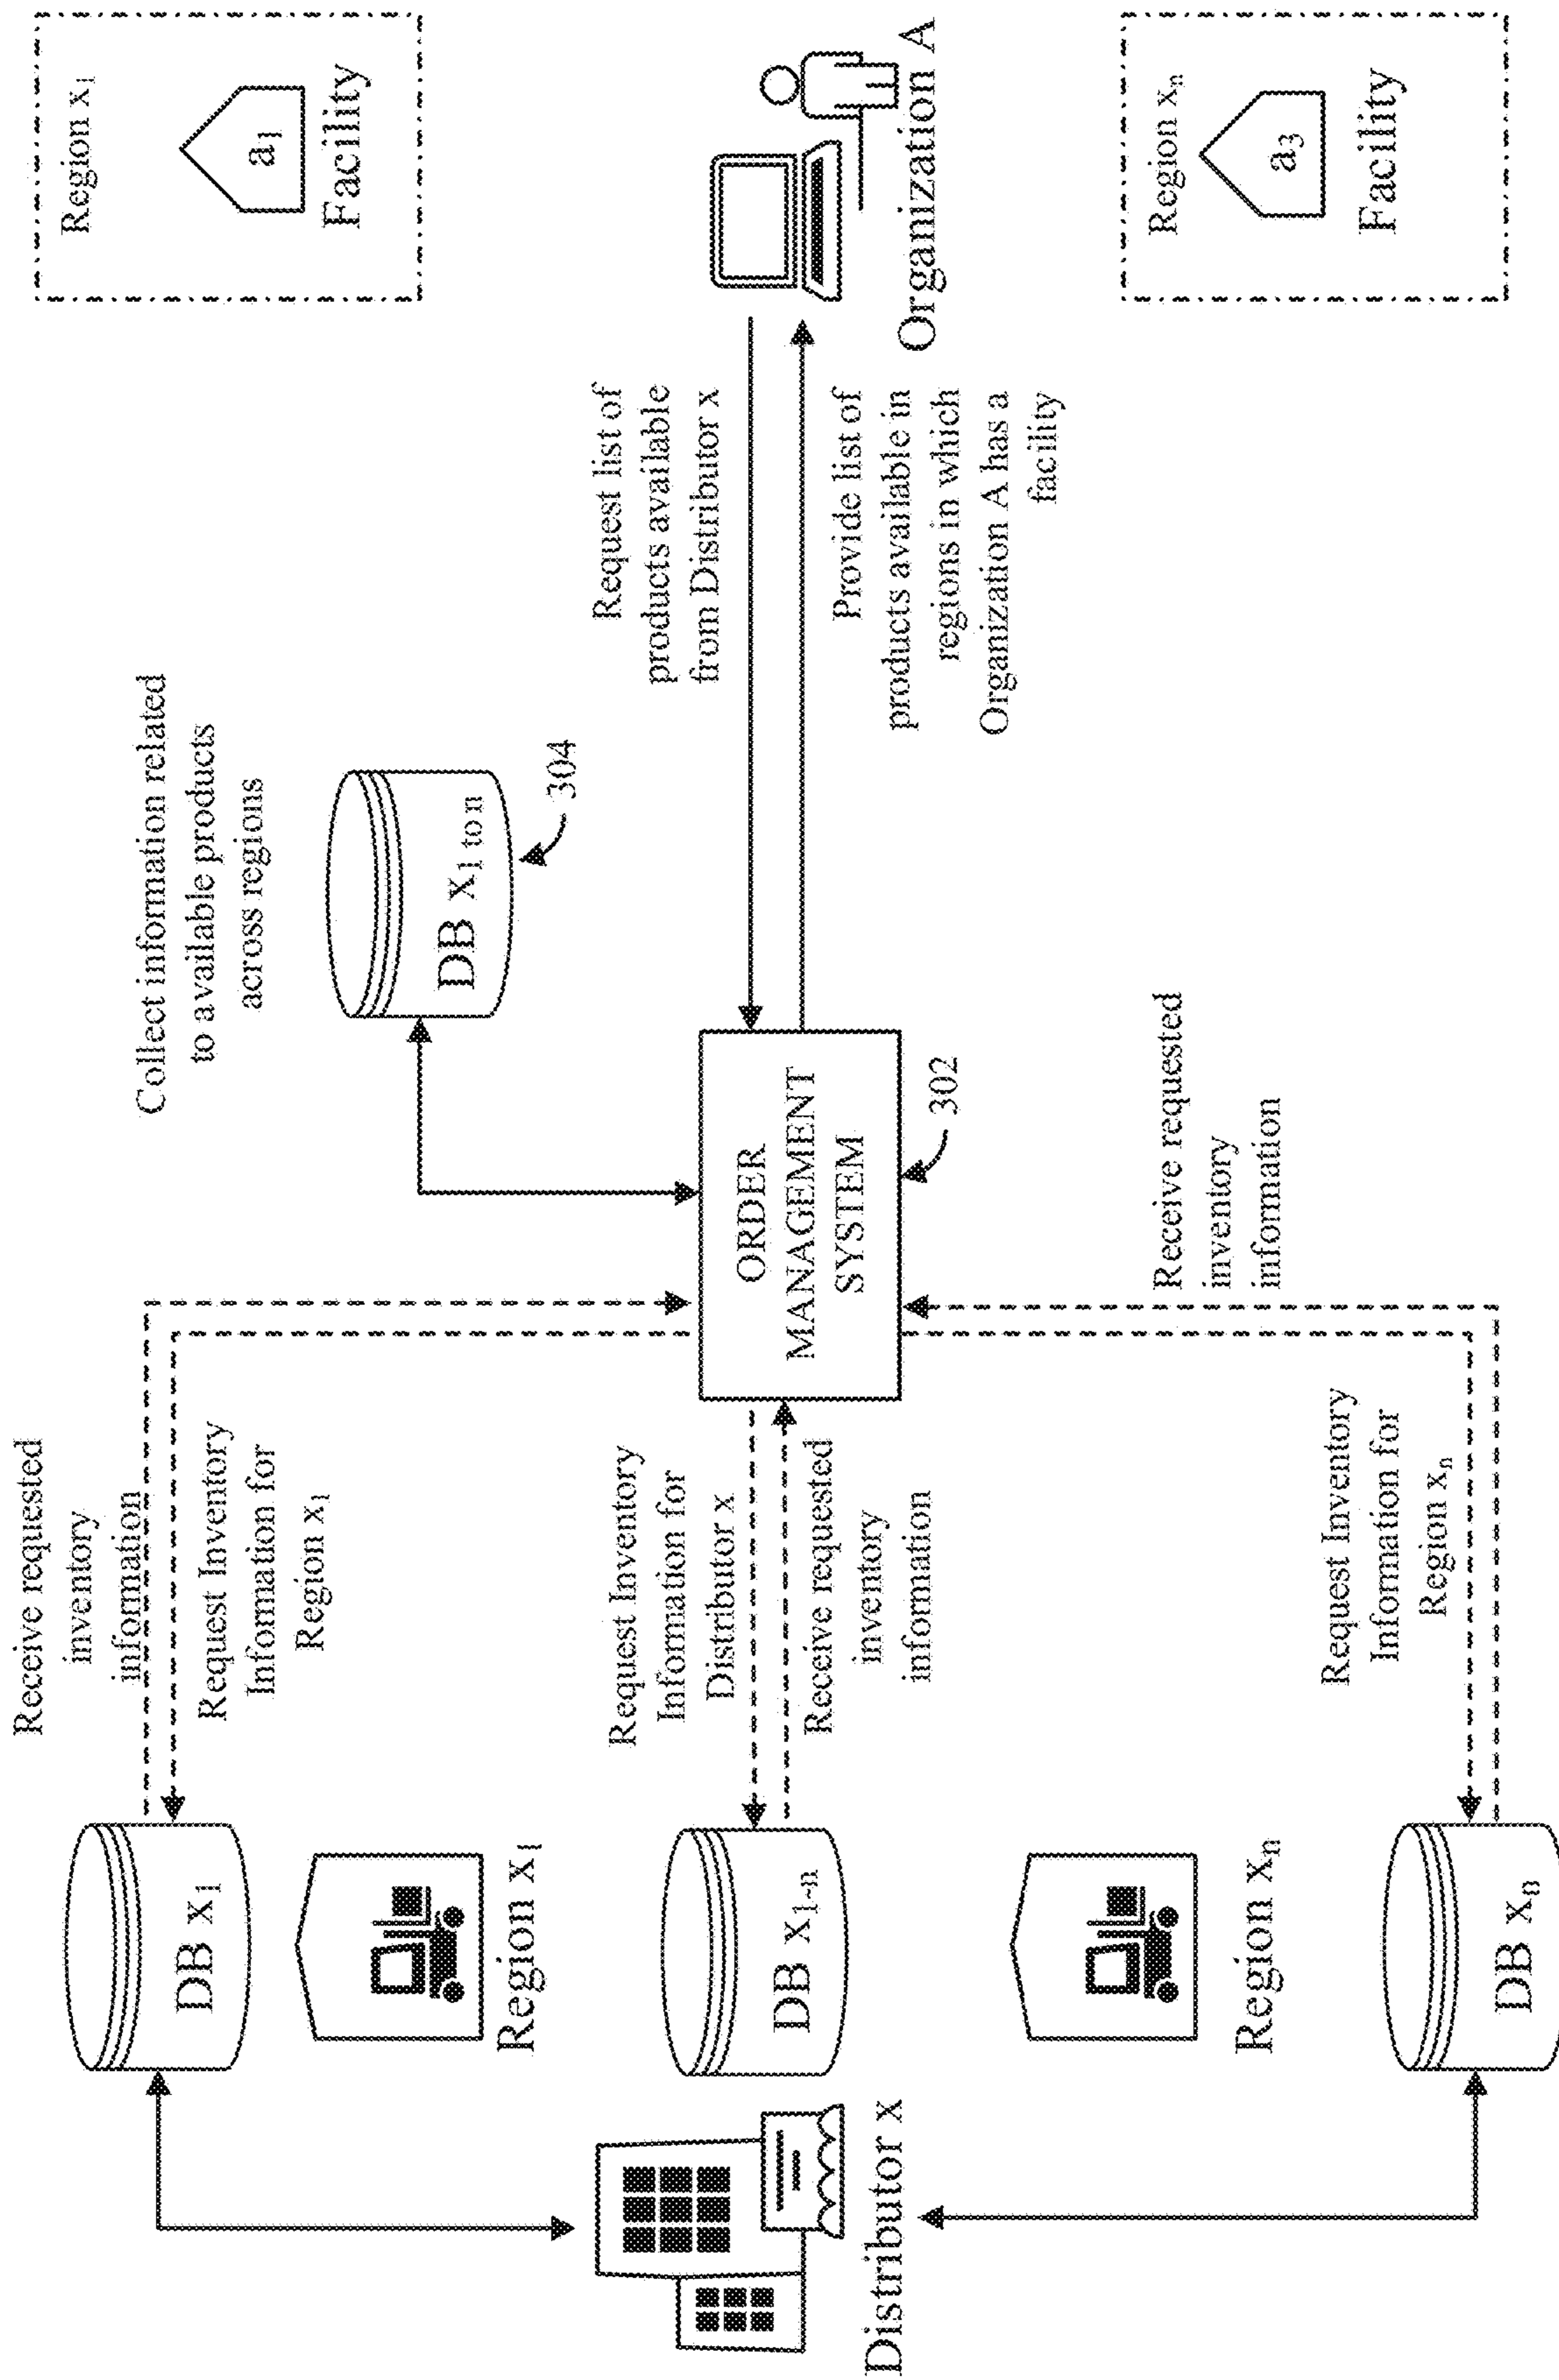 Receive requested
inventory
information
Request Inventory
Information for
Region x₁
Collect information related
to available products
across regions
Region x₁
a₁
Facility
DB x₁
Region x₁
DB x₁ to n
304
Request Inventory
Information for
Distributor x
Receive requested
inventory
information
ORDER
MANAGEMENT
SYSTEM
302
Request list of
products available
from Distributor x
Provide list of
products available in
regions in which
Organization A has a
facility
Organization A
Distributor x
DB x₁₋ₙ
Region xₙ
DB xₙ
Request Inventory
Information for
Region xₙ
Receive requested
inventory
information
Region xₙ
a₃
Facility